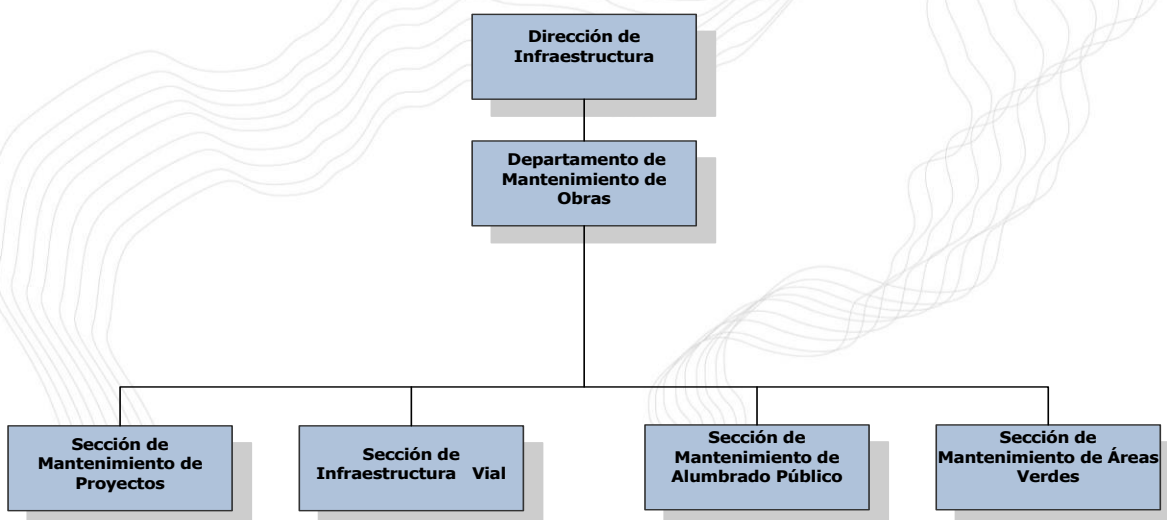 Dirección de
Infraestructura
Departamento de
Mantenimiento de
Obras
Sección de
Mantenimiento de
Proyectos
Sección de
Infraestructura Vial
Sección de
Mantenimiento de
Alumbrado Público
Sección de
Mantenimiento de Áreas
Verdes